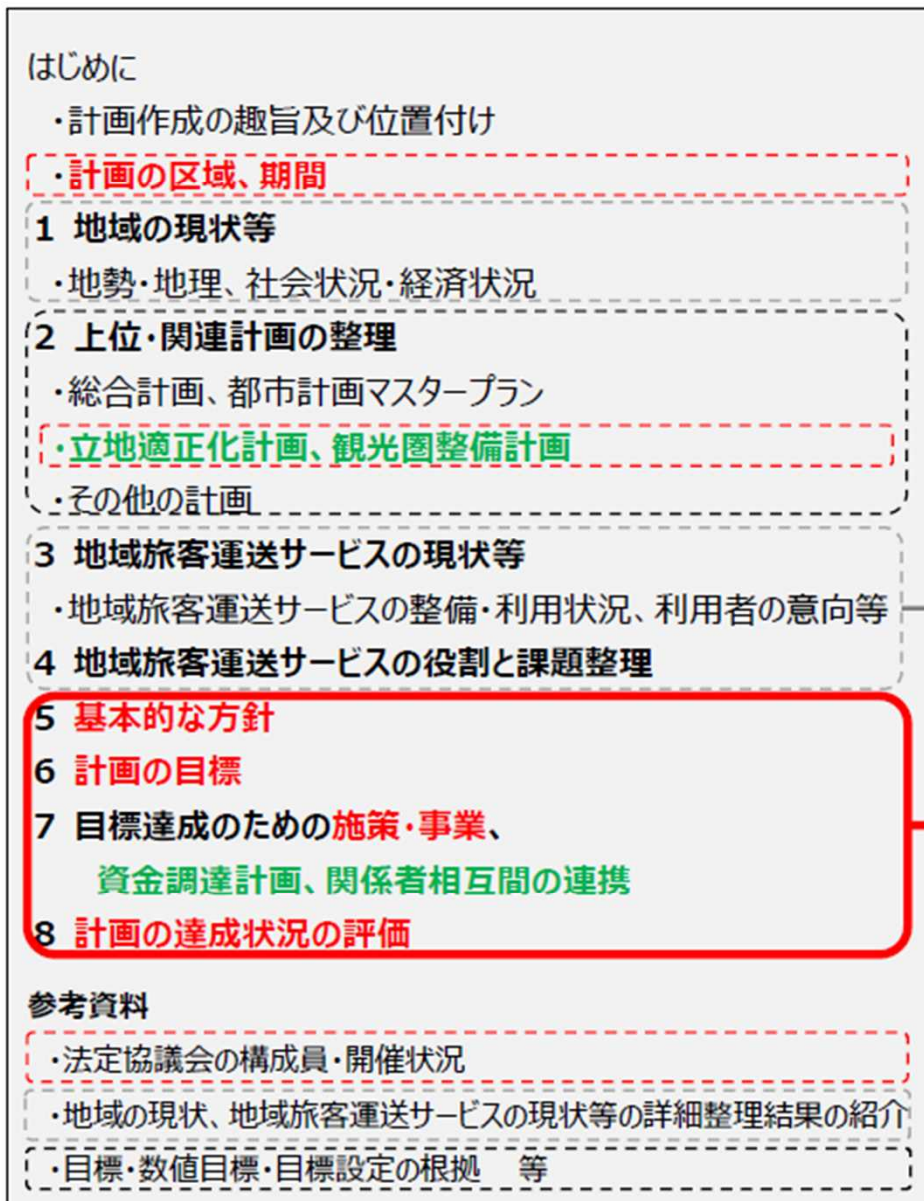 はじめに
・計画作成の趣旨及び位置付け
・計画の区域、期間
1 地域の現状等
・地勢・地理、社会状況・経済状況
2 上位・関連計画の整理
・総合計画、都市計画マスタープラン
・立地適正化計画、観光圏整備計画
・その他の計画
3 地域旅客運送サービスの現状等
・地域旅客運送サービスの整備・利用状況、利用者の意向等
4 地域旅客運送サービスの役割と課題整理
5 基本的な方針
6 計画の目標
7 目標達成のための施策・事業、
資金調達計画、関係者相互間の連携
8 計画の達成状況の評価
参考資料
・法定協議会の構成員・開催状況
・地域の現状、地域旅客運送サービスの現状等の詳細整理結果の紹介
・目標・数値目標・目標設定の根拠　等